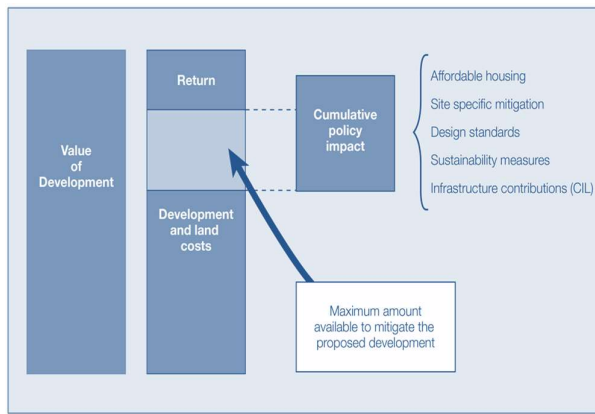 Value
of
Development
Return
Development
and land
costs
Cumulative
policy
impact
Affordable housing
Site specific mitigation
Design standards
Sustainability measures
Infrastructure contributions (CIL)
Maximum amount
available to mitigate the
proposed development